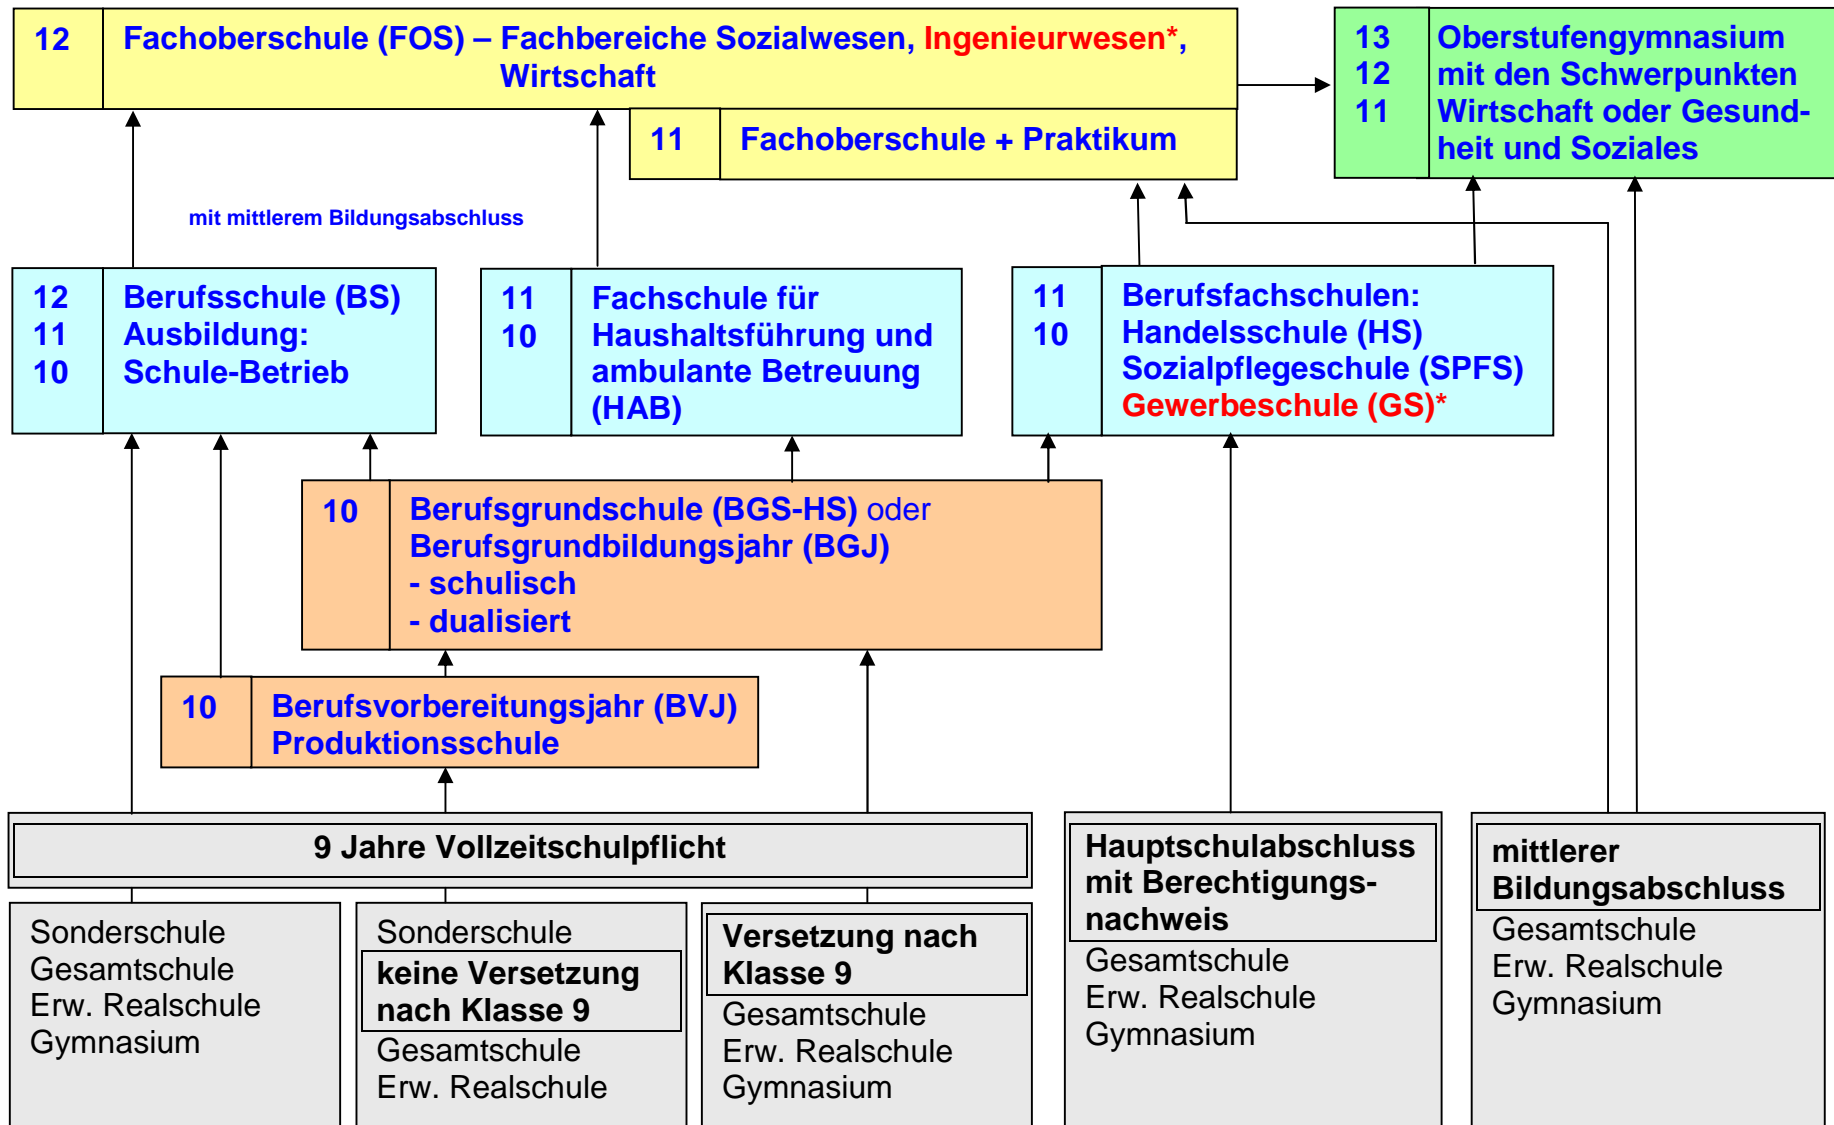 12 Fachoberschule (FOS) – Fachbereiche Sozialwesen, Ingenieurwesen*,
Wirtschaft
11 Fachoberschule + Praktikum
13 Oberstufengymnasium
12 mit den Schwerpunkten
11 Wirtschaft oder Gesund-
heit und Soziales
mit mittlerem Bildungsabschluss
12 Berufsschule (BS)
11 Ausbildung:
10 Schule-Betrieb
11 Fachschule für
10 Haushaltsführung und
ambulante Betreuung
(HAB)
11 Berufsfachschulen:
10 Handelsschule (HS)
Sozialpflegeschule (SPFS)
Gewerbeschule (GS)*
10 Berufsgrundschule (BGS-HS) oder
Berufsgrundbildungsjahr (BGJ)
- schulisch
- dualisiert
10 Berufsvorbereitungsjahr (BVJ)
Produktionsschule
9 Jahre Vollzeitschulpflicht
Sonderschule
Gesamtschule
Erw. Realschule
Gymnasium
Sonderschule
keine Versetzung
nach Klasse 9
Gesamtschule
Erw. Realschule
Versetzung nach
Klasse 9
Gesamtschule
Erw. Realschule
Gymnasium
Hauptschulabschluss
mit Berechtigungs-
nachweis
Gesamtschule
Erw. Realschule
Gymnasium
mittlerer
Bildungsabschluss
Gesamtschule
Erw. Realschule
Gymnasium